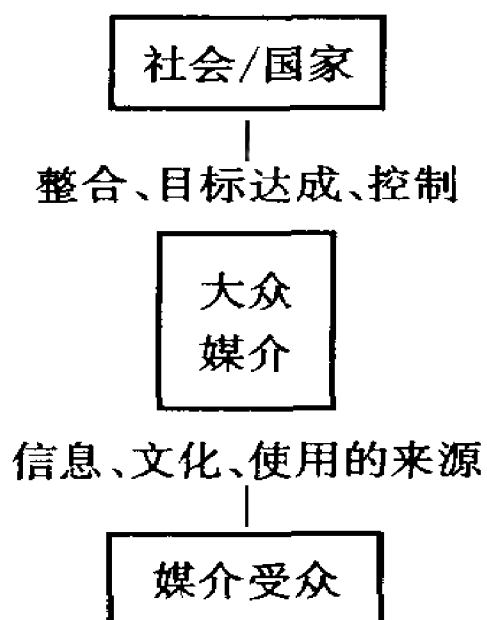 社会/国家
整合、目标达成、控制
大众
媒介
信息、文化、使用的来源
媒介受众